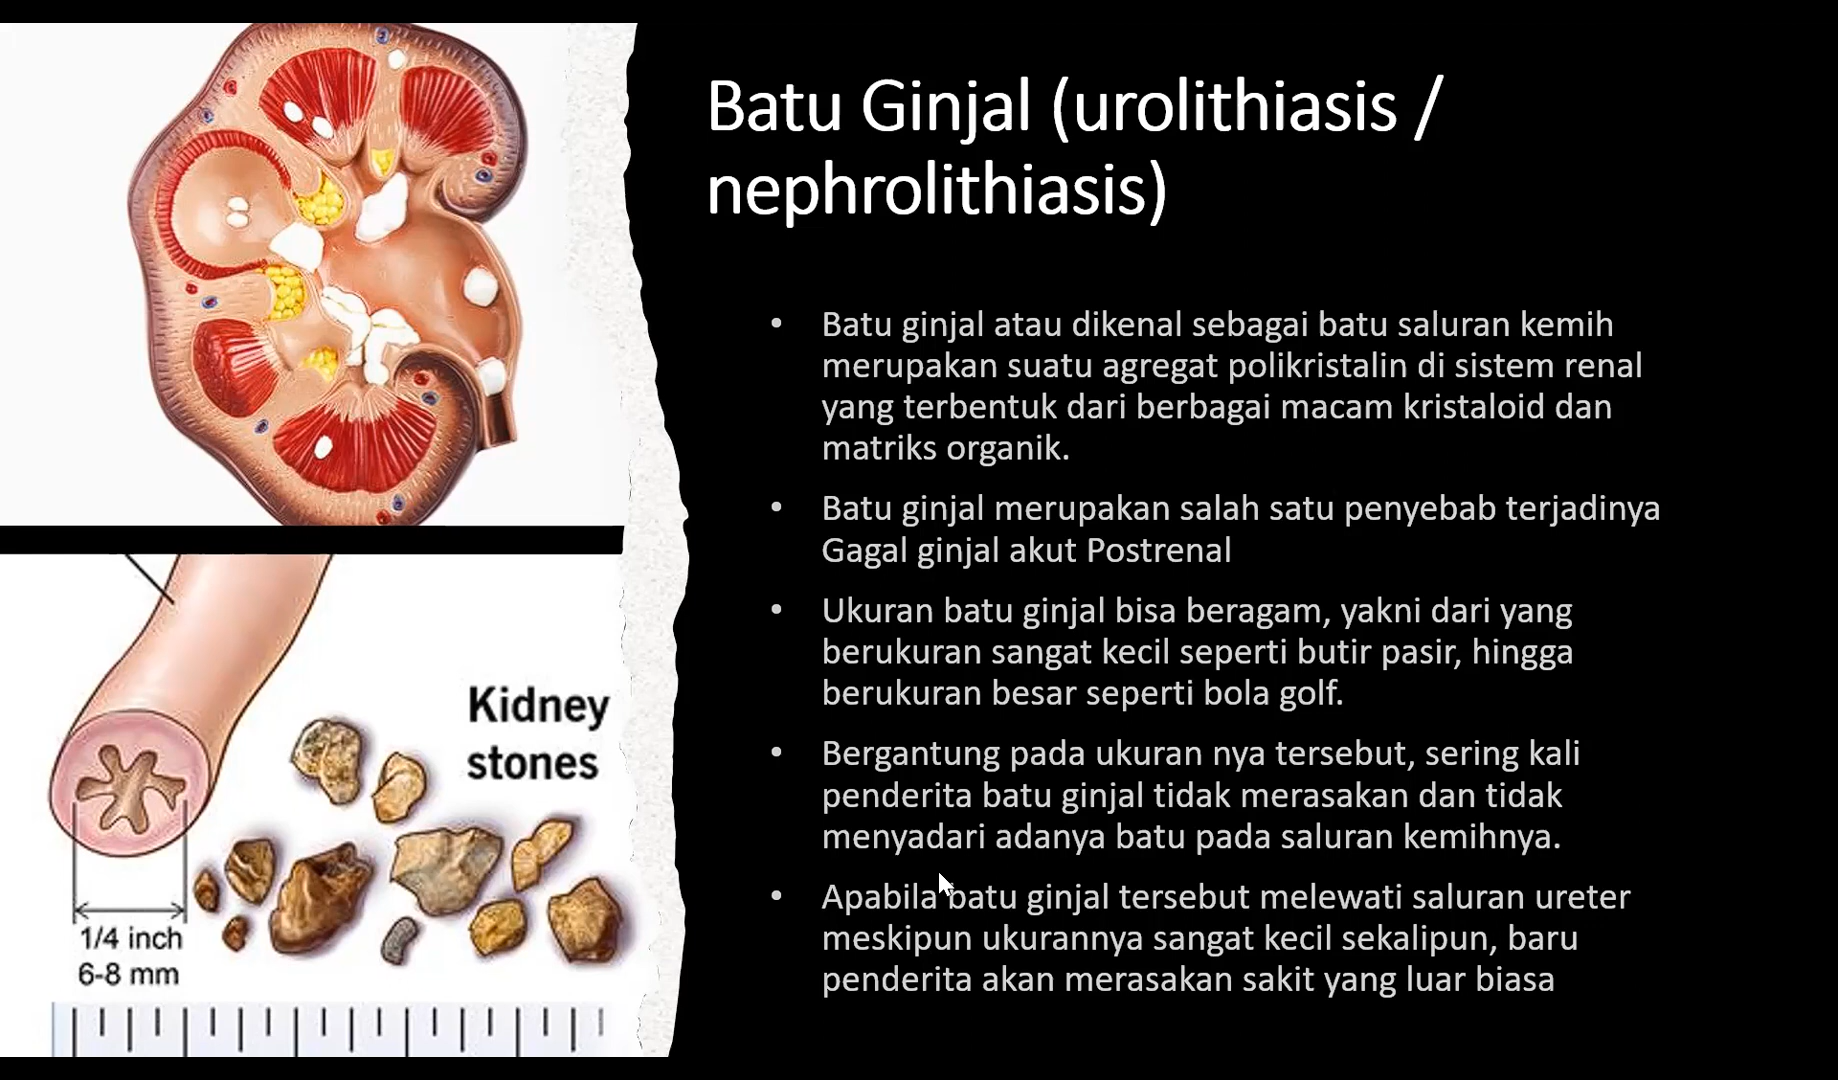 Batu Ginjal (urolithiasis /
nephrolithiasis)
• Batu ginjal atau dikenal sebagai batu saluran kemih
merupakan suatu agregat polikristalin di sistem renal
yang terbentuk dari berbagai macam kristaloid dan
matriks organik.
• Batu ginjal merupakan salah satu penyebab terjadinya
Gagal ginjal akut Postrenal
• Ukuran batu ginjal bisa beragam, yakni dari yang
berukuran sangat kecil seperti butir pasir, hingga
berukuran besar seperti bola golf.
• Bergantung pada ukuran nya tersebut, sering kali
penderita batu ginjal tidak merasakan dan tidak
menyadari adanya batu pada saluran kemihnya.
• Apabila batu ginjal tersebut melewati saluran ureter
meskipun ukurannya sangat kecil sekalipun, baru
penderita akan merasakan sakit yang luar biasa
Kidney
stones
1/4 inch
6-8 mm